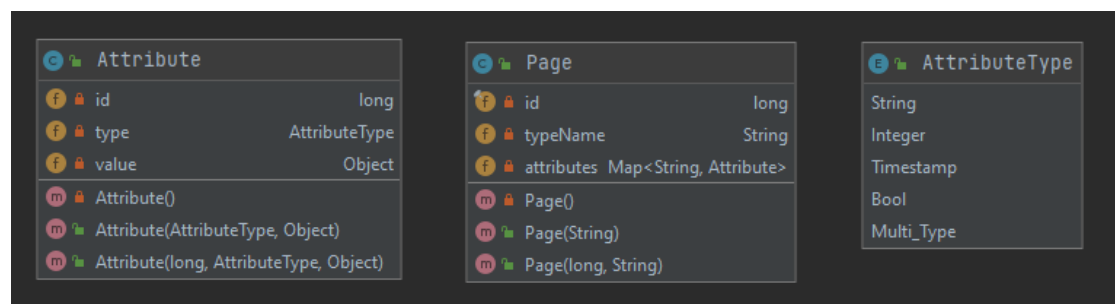 Attribute
id long
type AttributeType
value Object
Attribute()
Attribute(AttributeType, Object)
Attribute(long, AttributeType, Object)
Page
id long
typeName String
attributes Map<String, Attribute>
Page()
Page(String)
Page(long, String)
AttributeType
String
Integer
Timestamp
Bool
Multi_Type